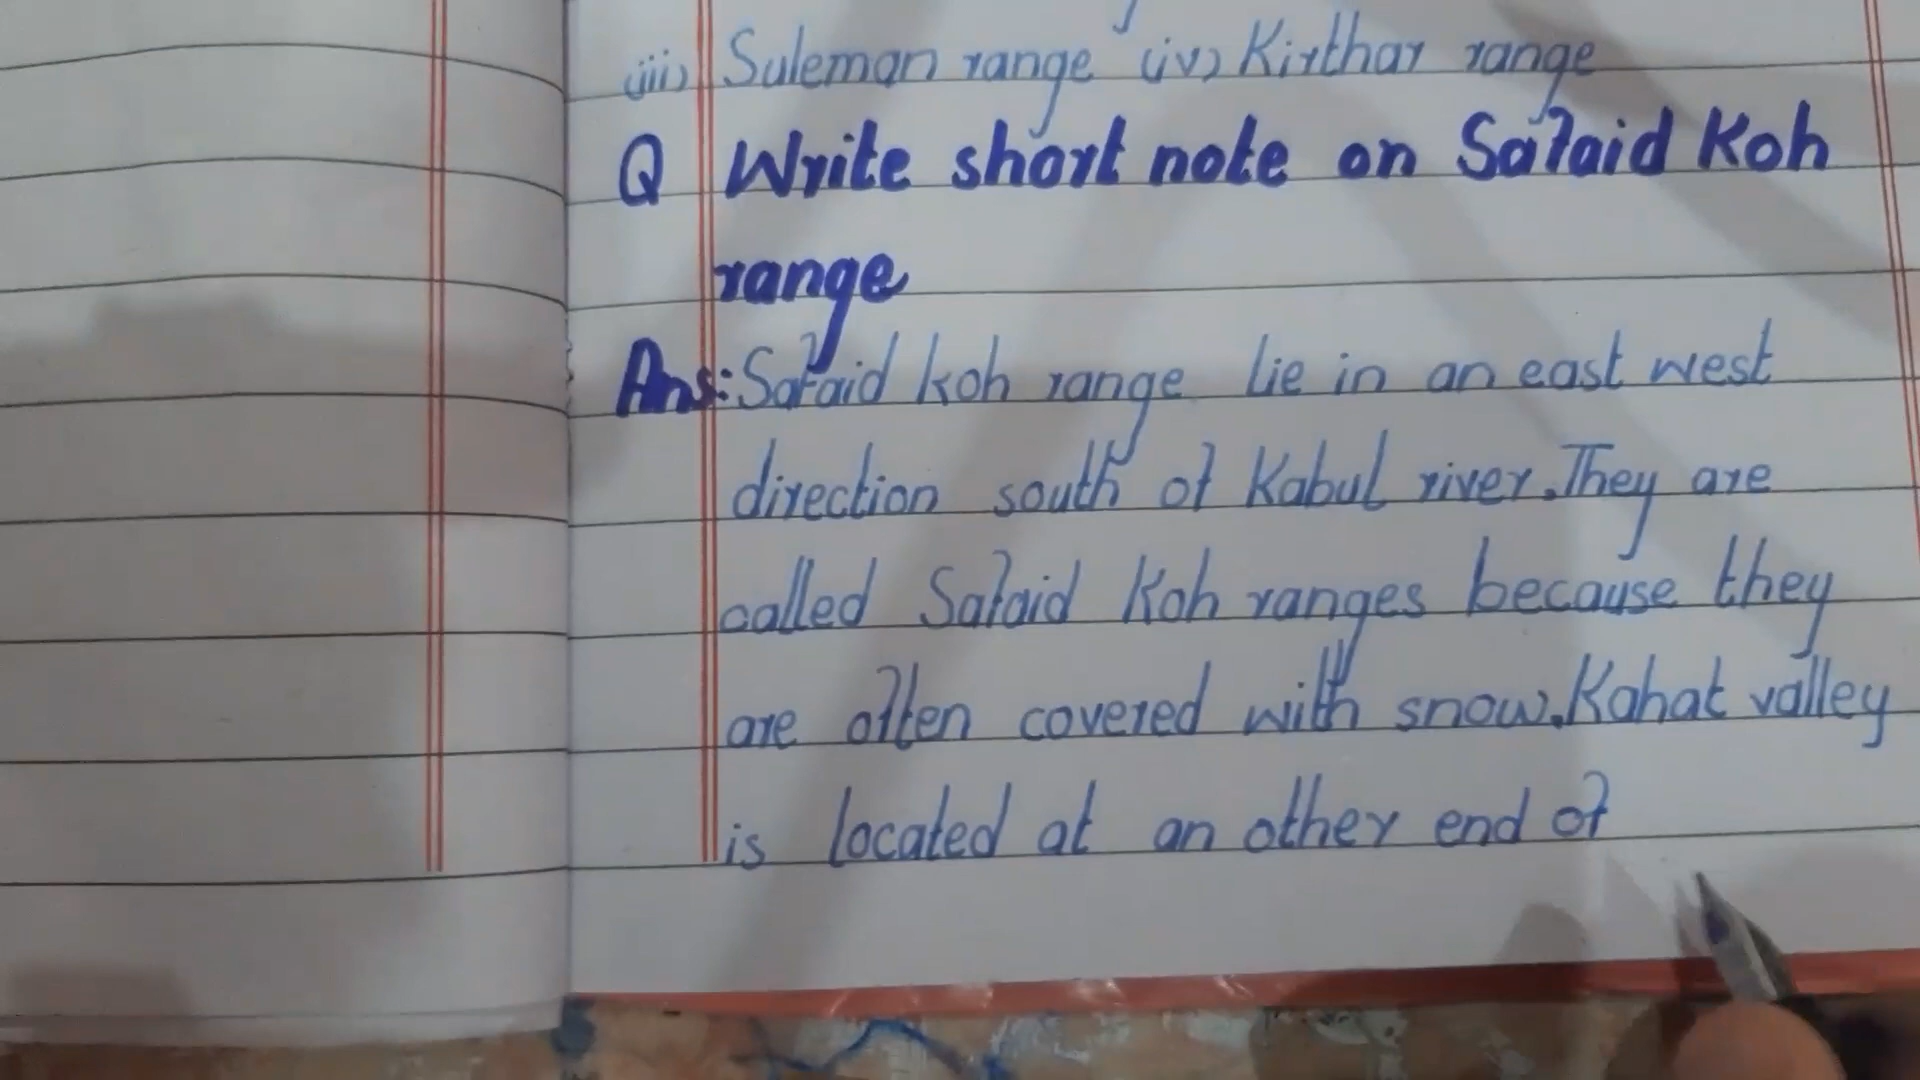 (iii) Suleman range (iv) Kirthar range
Q Write short note on Safaid Koh
range
Ans: Safaid koh range lie in an east west
direction south of Kabul river. They are
called Safaid Koh ranges because they
are often covered with snow. Kohat valley
is located at an other end of